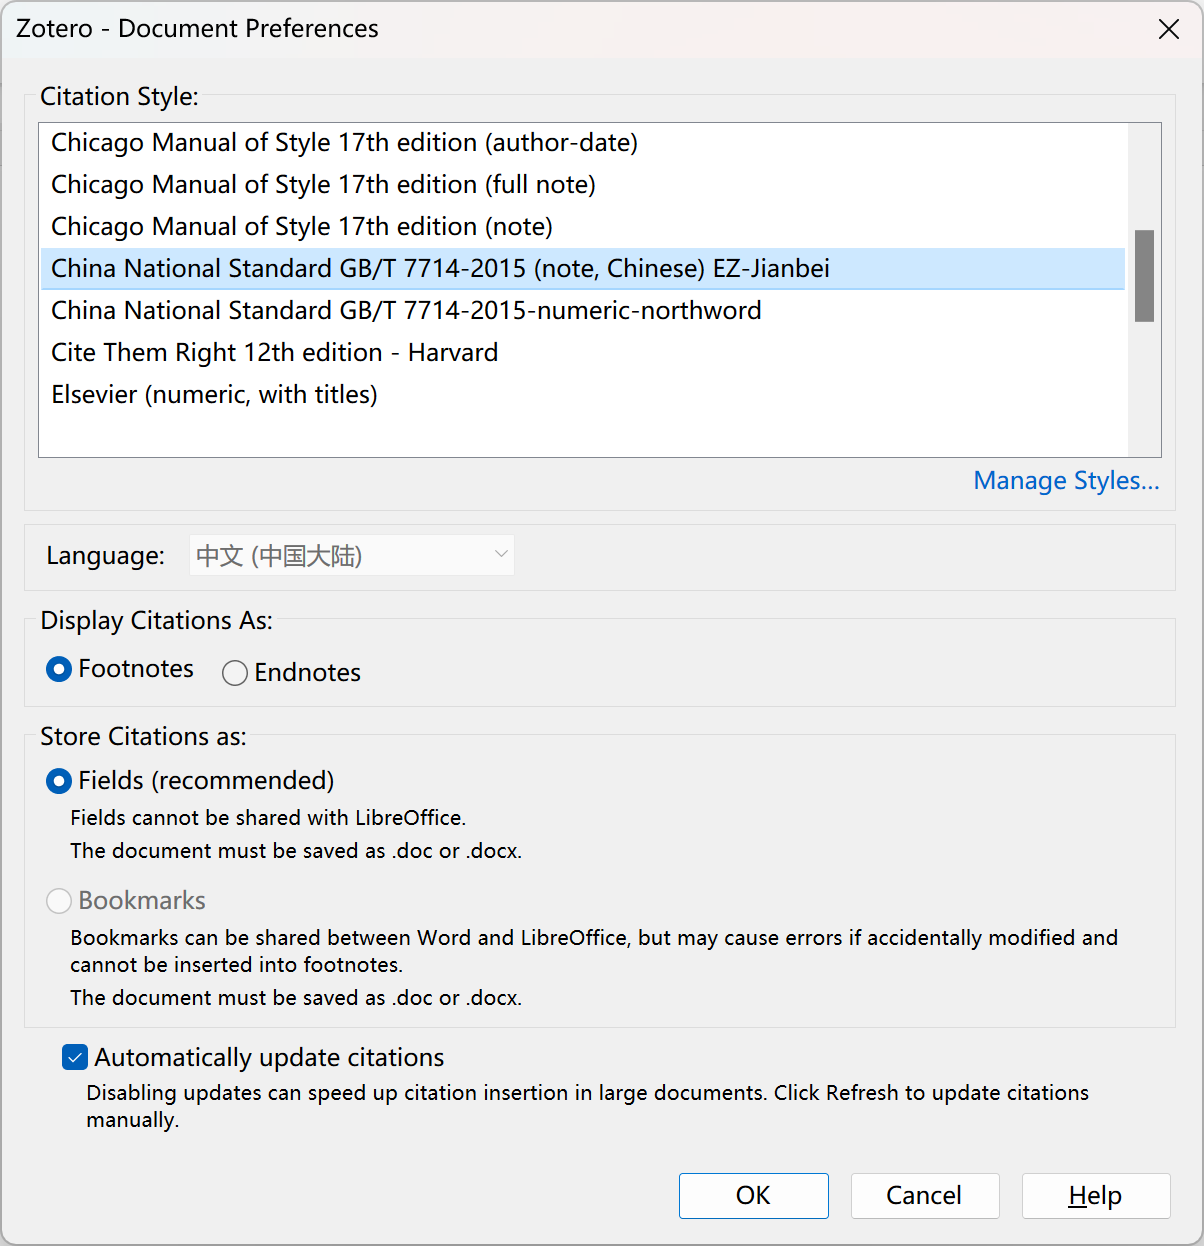 Zotero - Document Preferences
Citation Style:
Chicago Manual of Style 17th edition (author-date)
Chicago Manual of Style 17th edition (full note)
Chicago Manual of Style 17th edition (note)
China National Standard GB/T 7714-2015 (note, Chinese) EZ-Jianbei
China National Standard GB/T 7714-2015-numeric-northword
Cite Them Right 12th edition - Harvard
Elsevier (numeric, with titles)
Manage Styles...
Language: 中文 (中国大陆)
Display Citations As:
Footnotes Endnotes
Store Citations as:
Fields (recommended)
Fields cannot be shared with LibreOffice.
The document must be saved as .doc or .docx.
Bookmarks
Bookmarks can be shared between Word and LibreOffice, but may cause errors if accidentally modified and
cannot be inserted into footnotes.
The document must be saved as .doc or .docx.
Automatically update citations
Disabling updates can speed up citation insertion in large documents. Click Refresh to update citations
manually.
OK Cancel Help